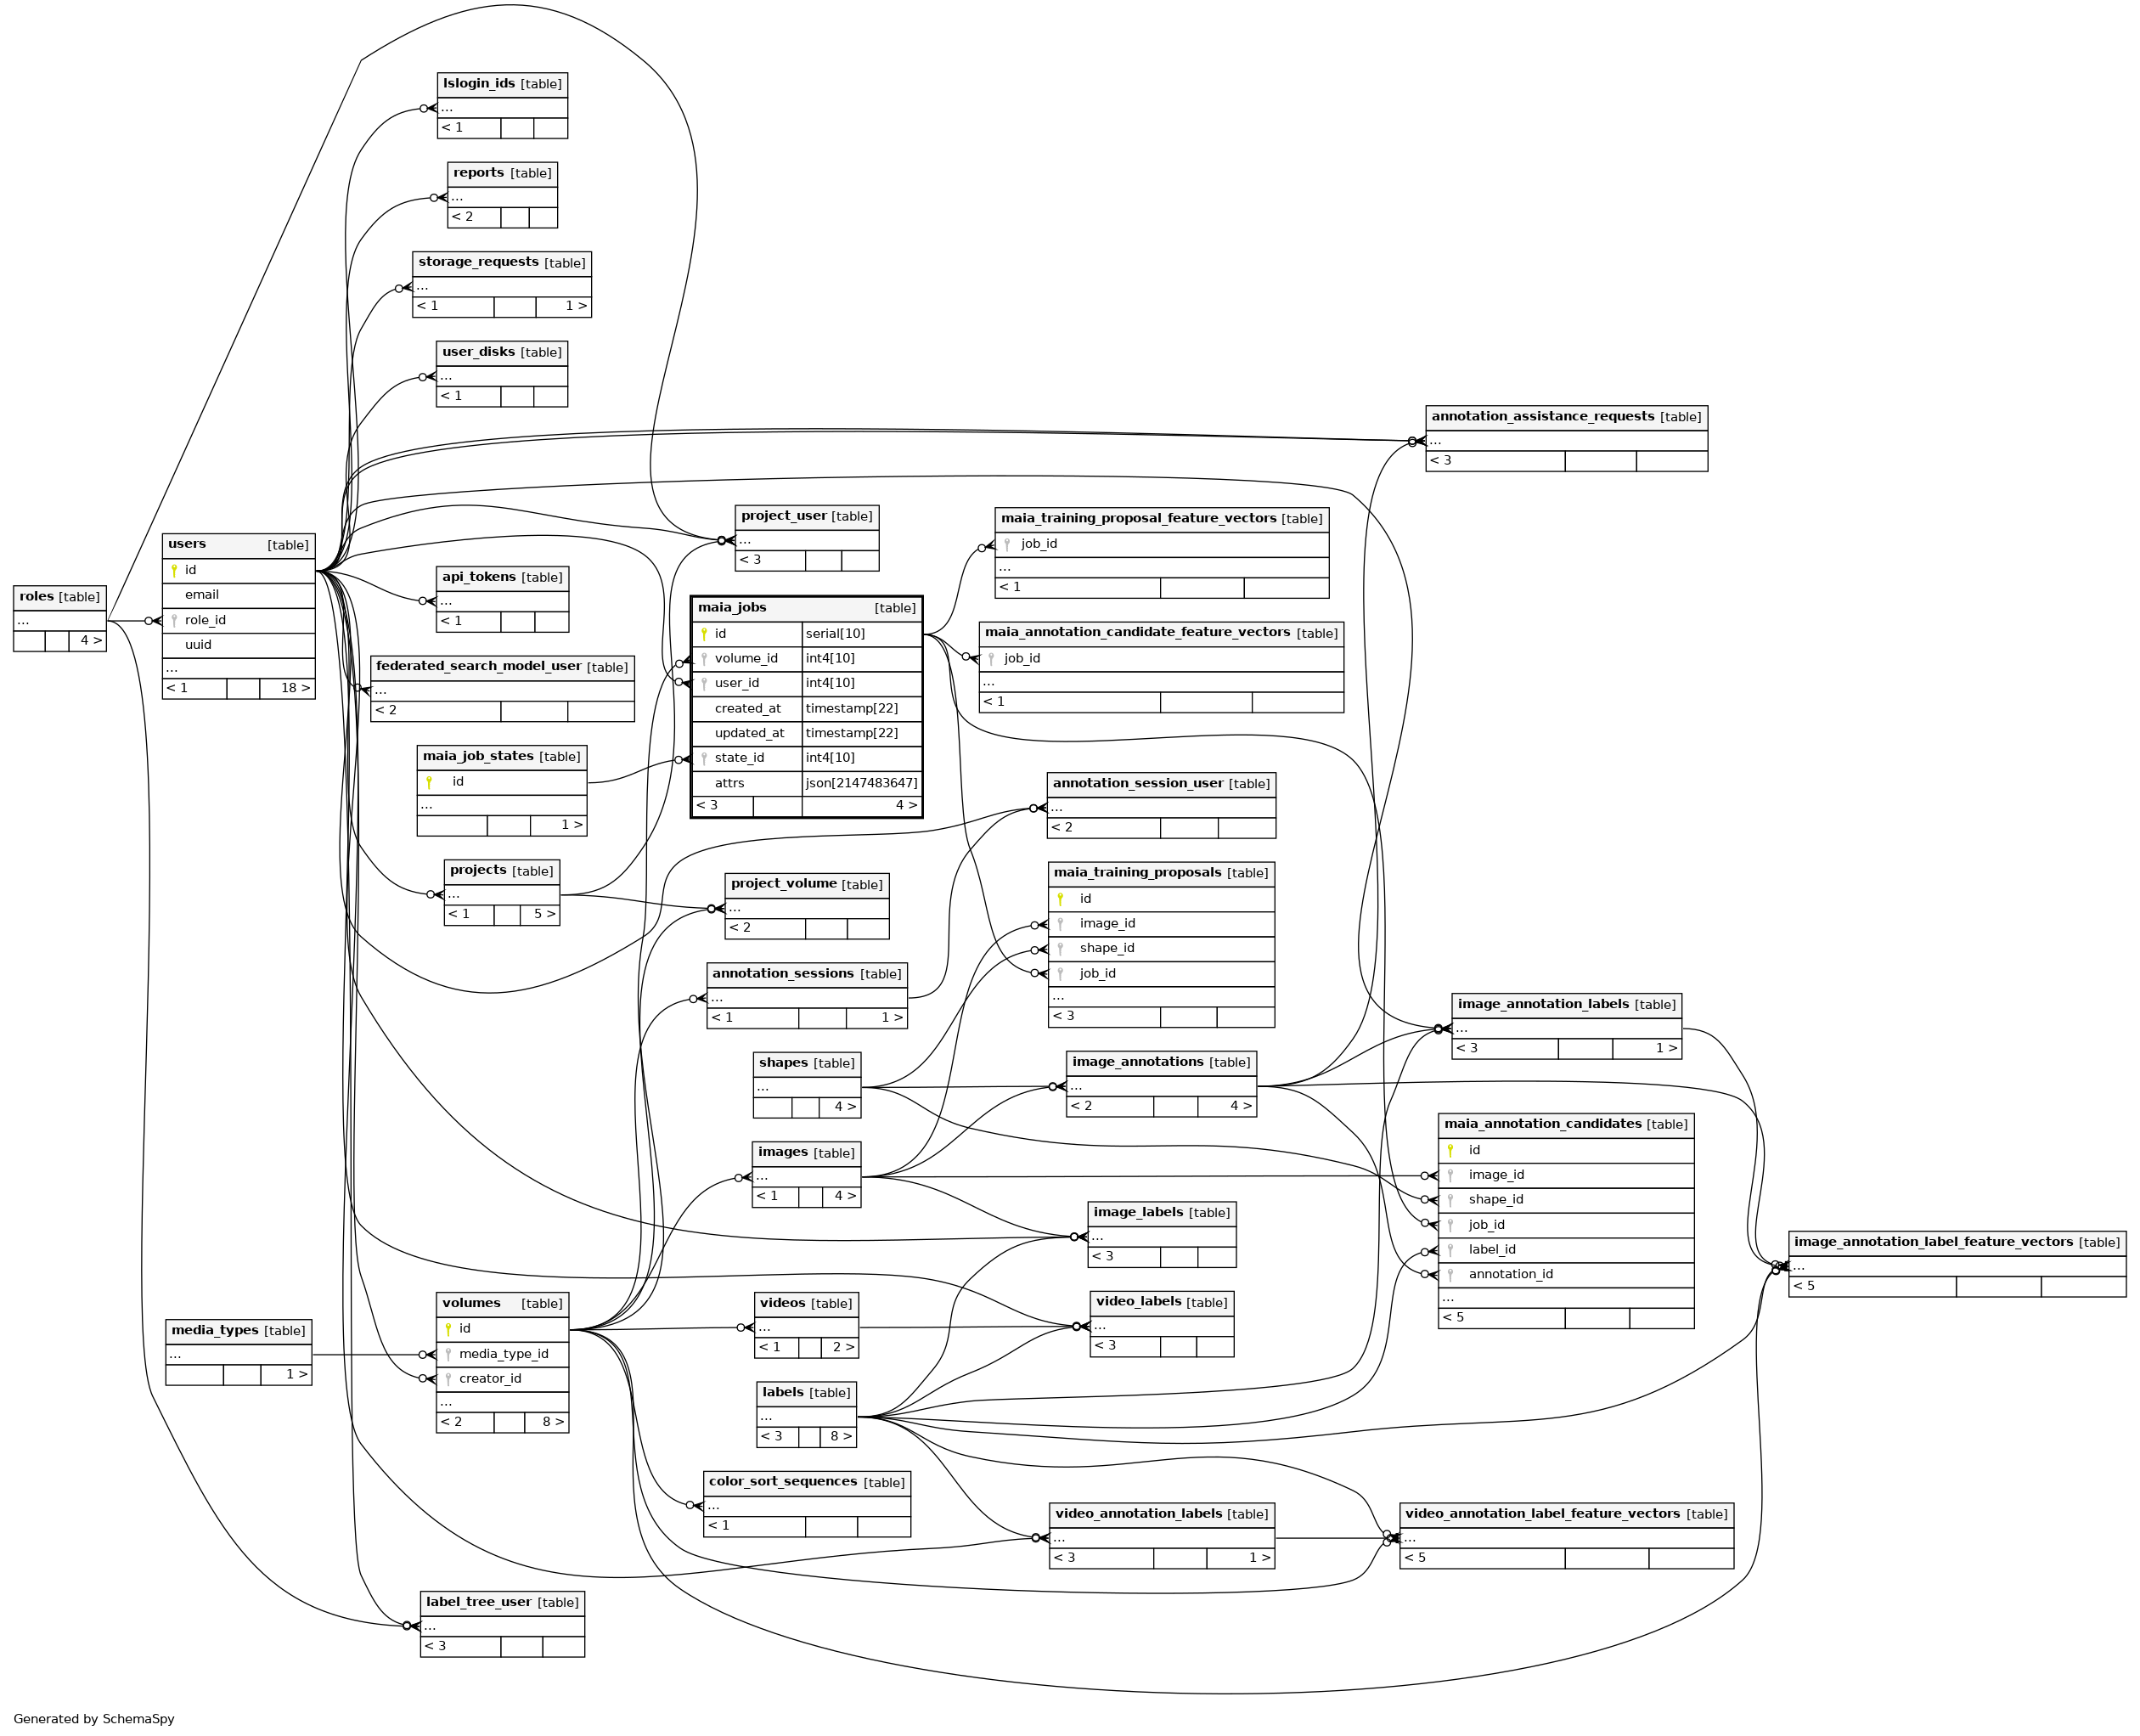 lslogin_ids [table]
...
< 1
reports [table]
...
< 2
storage_requests [table]
...
< 1 1 >
user_disks [table]
...
< 1
annotation_assistance_requests [table]
...
< 3
project_user [table]
...
< 3
maia_training_proposal_feature_vectors [table]
job_id
...
< 1
users [table]
id
email
role_id
uuid
...
< 1 18 >
roles [table]
...
4 >
api_tokens [table]
...
< 1
maia_jobs [table]
id serial[10]
volume_id int4[10]
user_id int4[10]
created_at timestamp[22]
updated_at timestamp[22]
state_id int4[10]
attrs json[2147483647]
< 3 4 >
maia_annotation_candidate_feature_vectors [table]
job_id
...
< 1
federated_search_model_user [table]
...
< 2
maia_job_states [table]
id
...
1 >
annotation_session_user [table]
...
< 2
projects [table]
...
< 1 5 >
project_volume [table]
...
< 2
maia_training_proposals [table]
id
image_id
shape_id
job_id
...
< 3
annotation_sessions [table]
...
< 1 1 >
image_annotation_labels [table]
...
< 3 1 >
shapes [table]
...
4 >
image_annotations [table]
...
< 2 4 >
maia_annotation_candidates [table]
id
image_id
shape_id
job_id
label_id
annotation_id
...
< 5
images [table]
...
< 1 4 >
image_labels [table]
...
< 3
image_annotation_label_feature_vectors [table]
...
< 5
volumes [table]
id
media_type_id
creator_id
...
< 2 8 >
videos [table]
...
< 1 2 >
video_labels [table]
...
< 3
media_types [table]
...
1 >
labels [table]
...
< 3 8 >
color_sort_sequences [table]
...
< 1
video_annotation_labels [table]
...
< 3 1 >
video_annotation_label_feature_vectors [table]
...
< 5
label_tree_user [table]
...
< 3
Generated by SchemaSpy